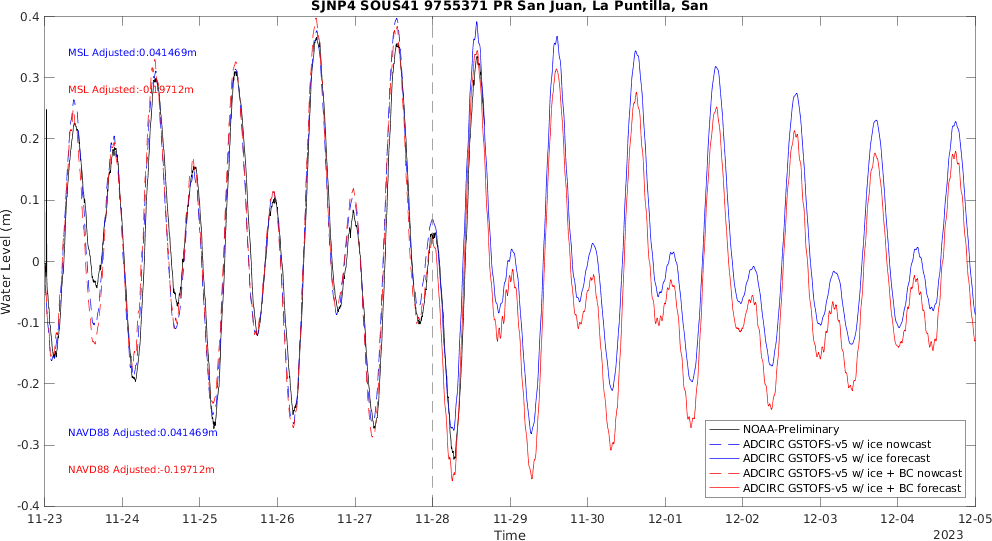 SJNP4 SOUS41 9755371 PR San Juan, La Puntilla, San
0.4
0.3
0.2
0.1
0
-0.1
-0.2
-0.3
-0.4
Water Level (m)
MSL Adjusted:0.041469m
MSL Adjusted:-0.19712m
NAVD88 Adjusted:0.041469m
NAVD88 Adjusted:-0.19712m
NOAA-Preliminary
ADCIRC GSTOFS-v5 w/ ice nowcast
ADCIRC GSTOFS-v5 w/ ice forecast
ADCIRC GSTOFS-v5 w/ ice + BC nowcast
ADCIRC GSTOFS-v5 w/ ice + BC forecast
11-23 11-24 11-25 11-26 11-27 11-28 11-29 11-30 12-01 12-02 12-03 12-04 12-05
Time
2023